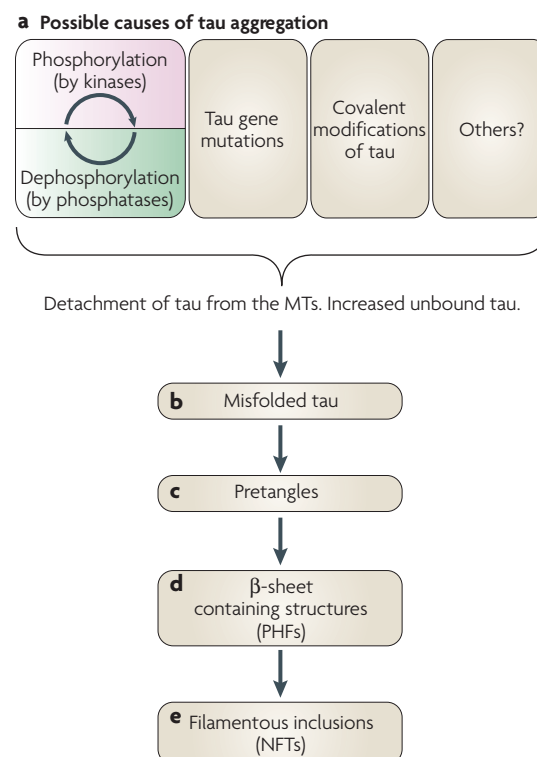 a Possible causes of tau aggregation
Phosphorylation
(by kinases)
Dephosphorylation
(by phosphatases)
Tau gene
mutations
Covalent
modifications
of tau
Others?
Detachment of tau from the MTs. Increased unbound tau.
b Misfolded tau
c Pretangles
d β-sheet
containing structures
(PHFs)
e Filamentous inclusions
(NFTs)